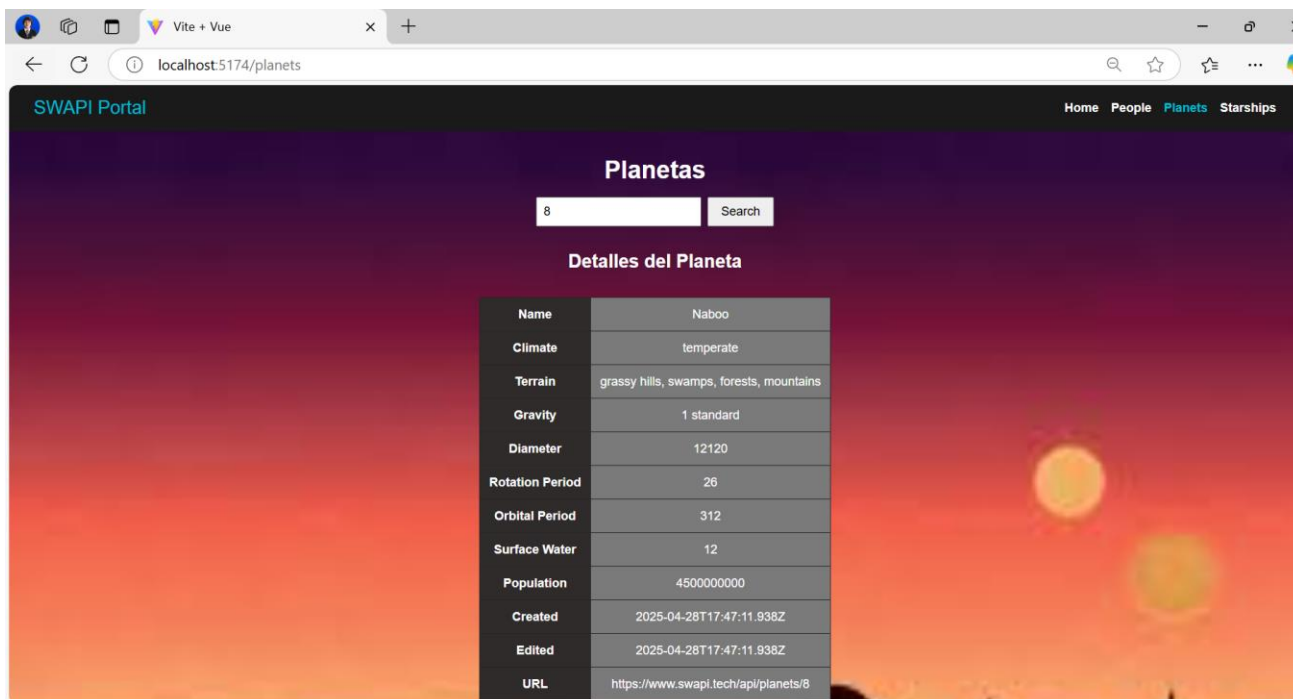 Vite + Vue
localhost:5174/planets
SWAPI Portal
Home People Planets Starships
Planetas
8 Search
Detalles del Planeta
Name Naboo
Climate temperate
Terrain grassy hills, swamps, forests, mountains
Gravity 1 standard
Diameter 12120
Rotation Period 26
Orbital Period 312
Surface Water 12
Population 4500000000
Created 2025-04-28T17:47:11.938Z
Edited 2025-04-28T17:47:11.938Z
URL https://www.swapi.tech/api/planets/8